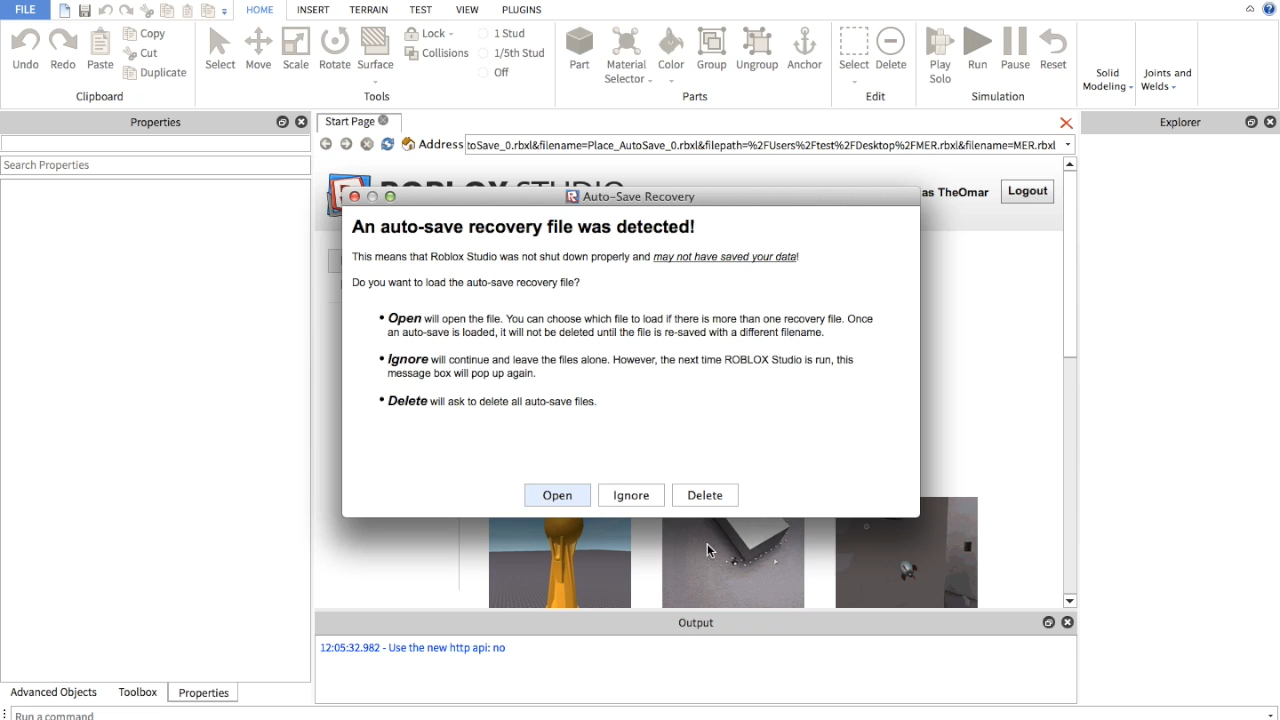 FILE HOME INSERT TERRAIN TEST VIEW PLUGINS
Undo Redo Paste
Copy
Cut
Duplicate
Clipboard
Select Move Scale Rotate Surface
Lock
Collisions
1 Stud
1/5th Stud
Off
Tools
Part Material Selector Color Group Ungroup Anchor
Parts
Select Delete
Edit
Play Solo Run Pause Reset
Simulation
Solid Modeling
Joints and Welds
Properties
Search Properties
Start Page
Explorer
Address toSave_0.rbxl&filename=Place_AutoSave_0.rbxl&filepath=%2FUsers%2Ftest%2FDesktop%2FMER.rbxl&filename=MER.rbxl
ROBLOX STUDIO
as TheOmar Logout
Auto-Save Recovery
An auto-save recovery file was detected!
This means that Roblox Studio was not shut down properly and may not have saved your data!
Do you want to load the auto-save recovery file?
• Open will open the file. You can choose which file to load if there is more than one recovery file. Once
an auto-save is loaded, it will not be deleted until the file is re-saved with a different filename.
• Ignore will continue and leave the files alone. However, the next time ROBLOX Studio is run, this
message box will pop up again.
• Delete will ask to delete all auto-save files.
Open Ignore Delete
Output
12:05:32.982 - Use the new http api: no
Advanced Objects Toolbox Properties
Run a command